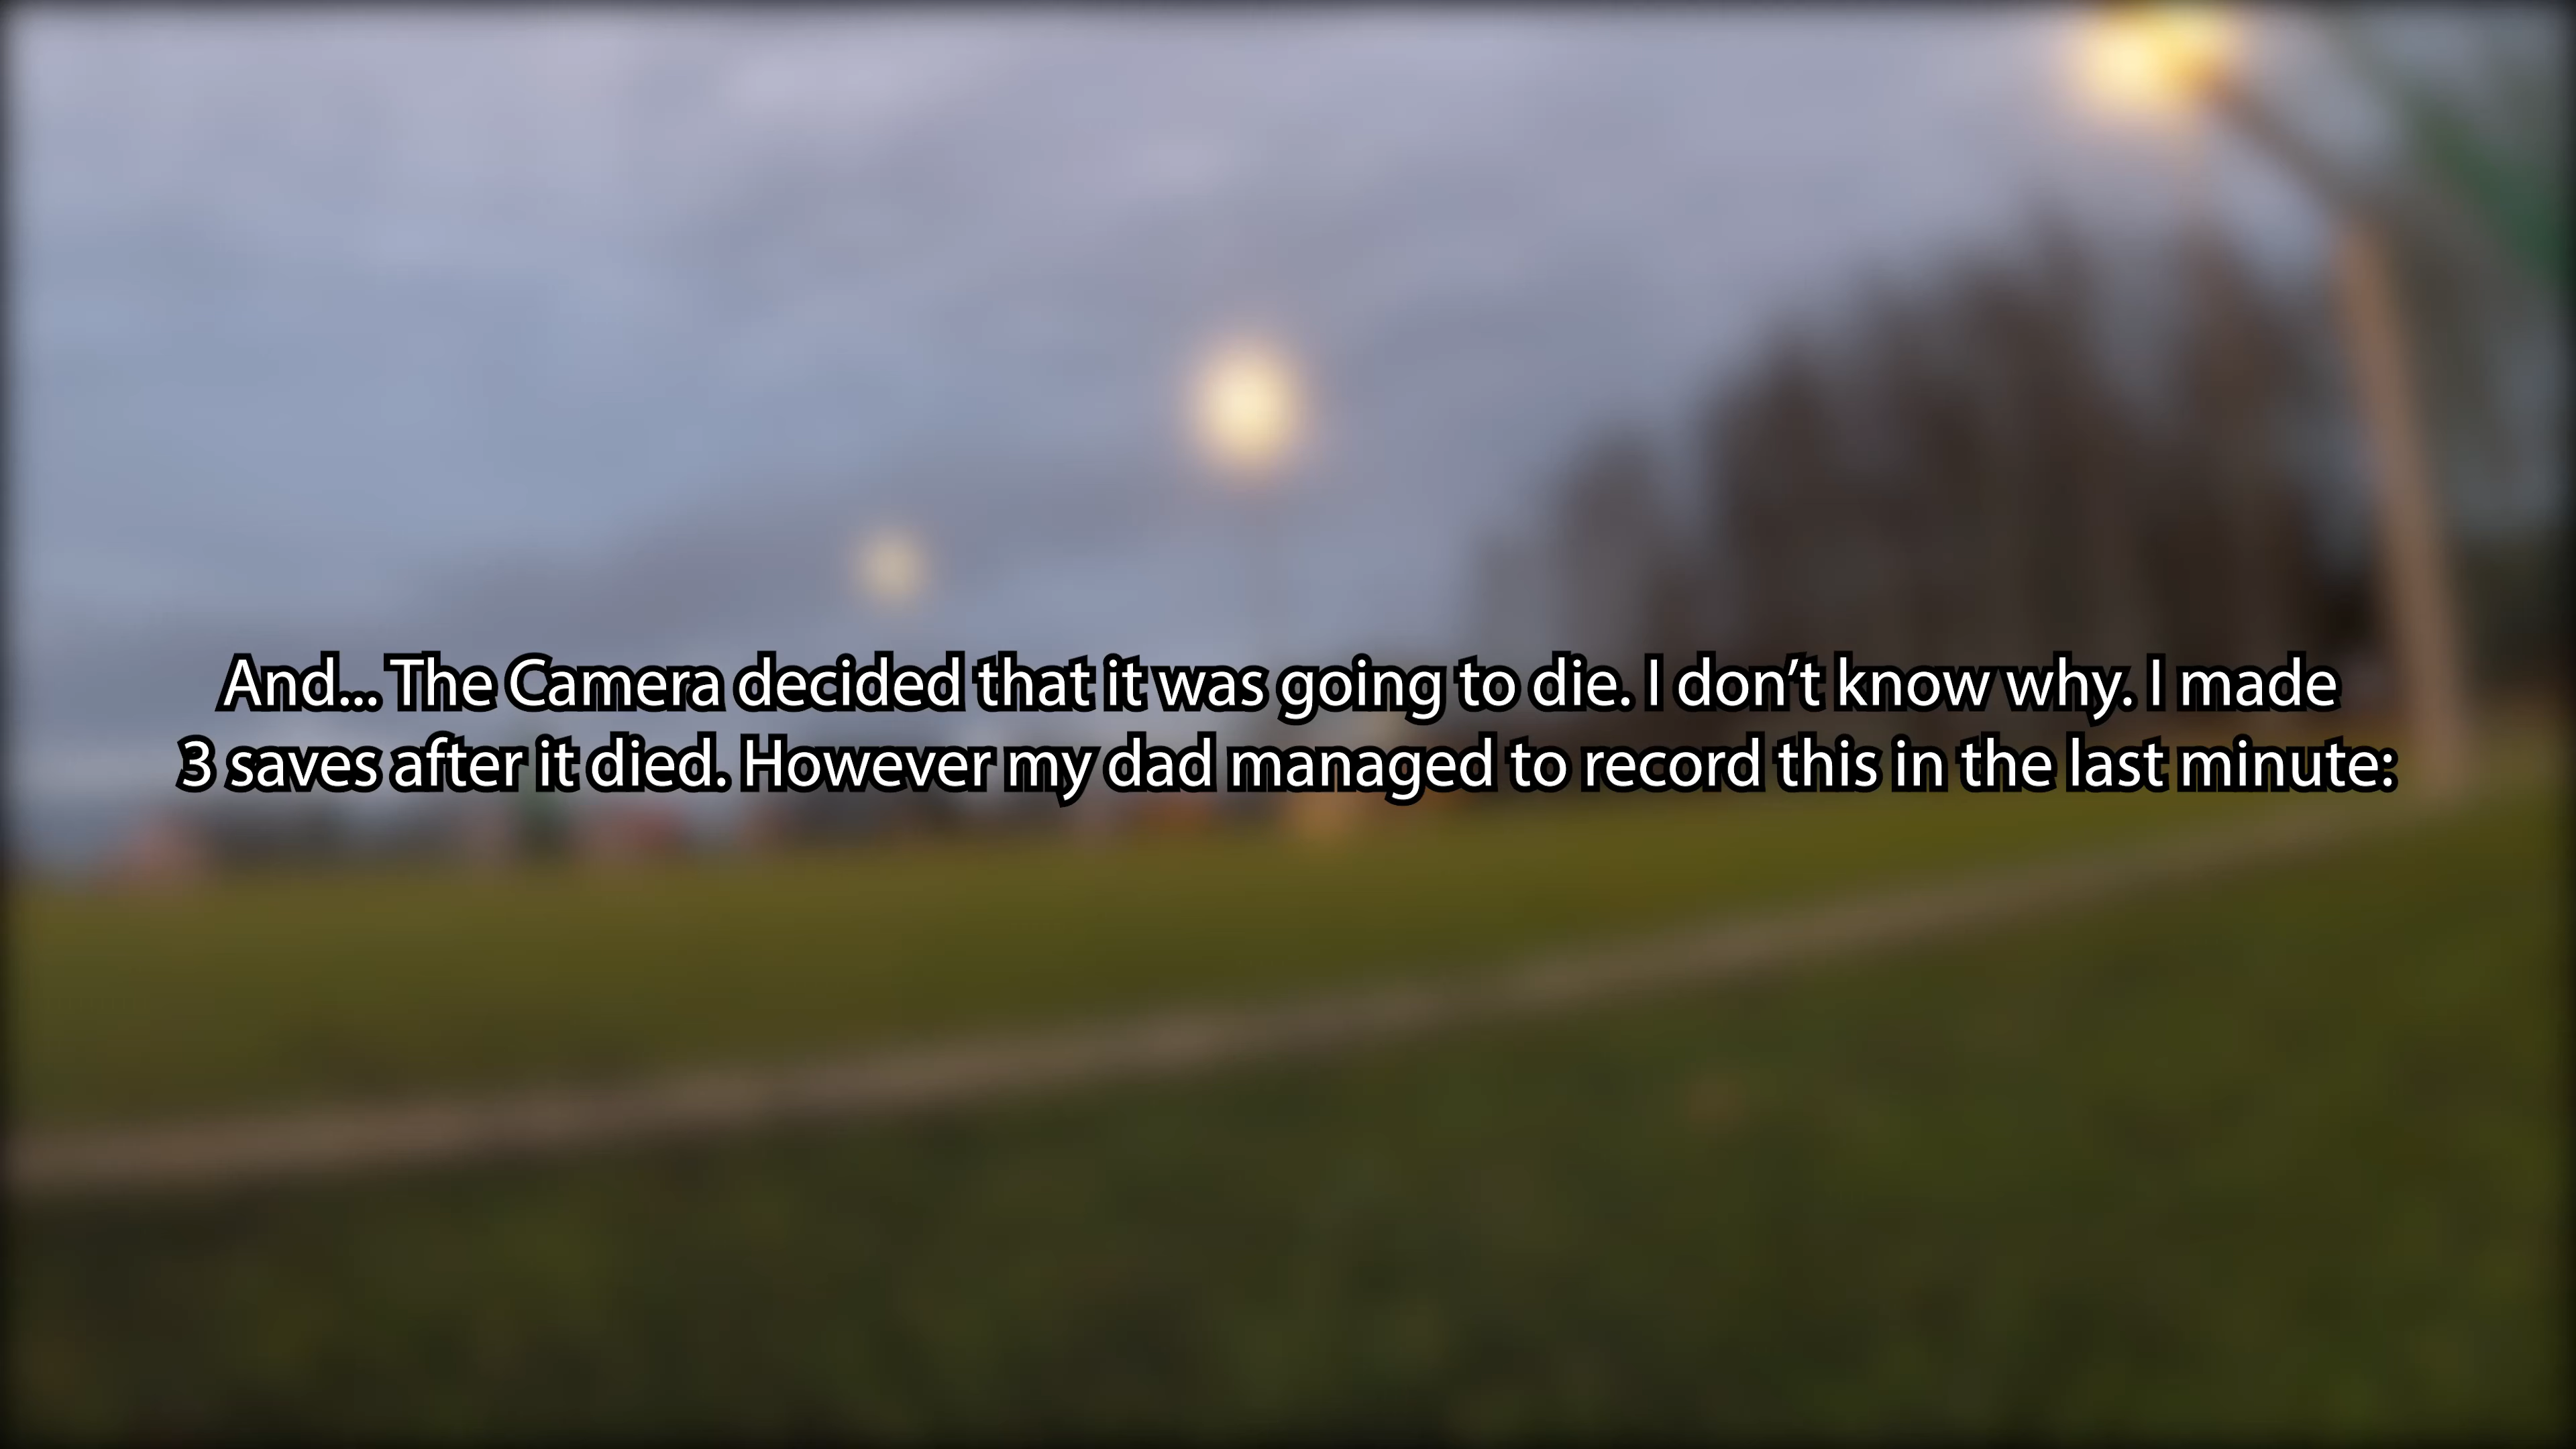 And... The Camera decided that it was going to die. I don’t know why. I made
3 saves after it died. However my dad managed to record this in the last minute: